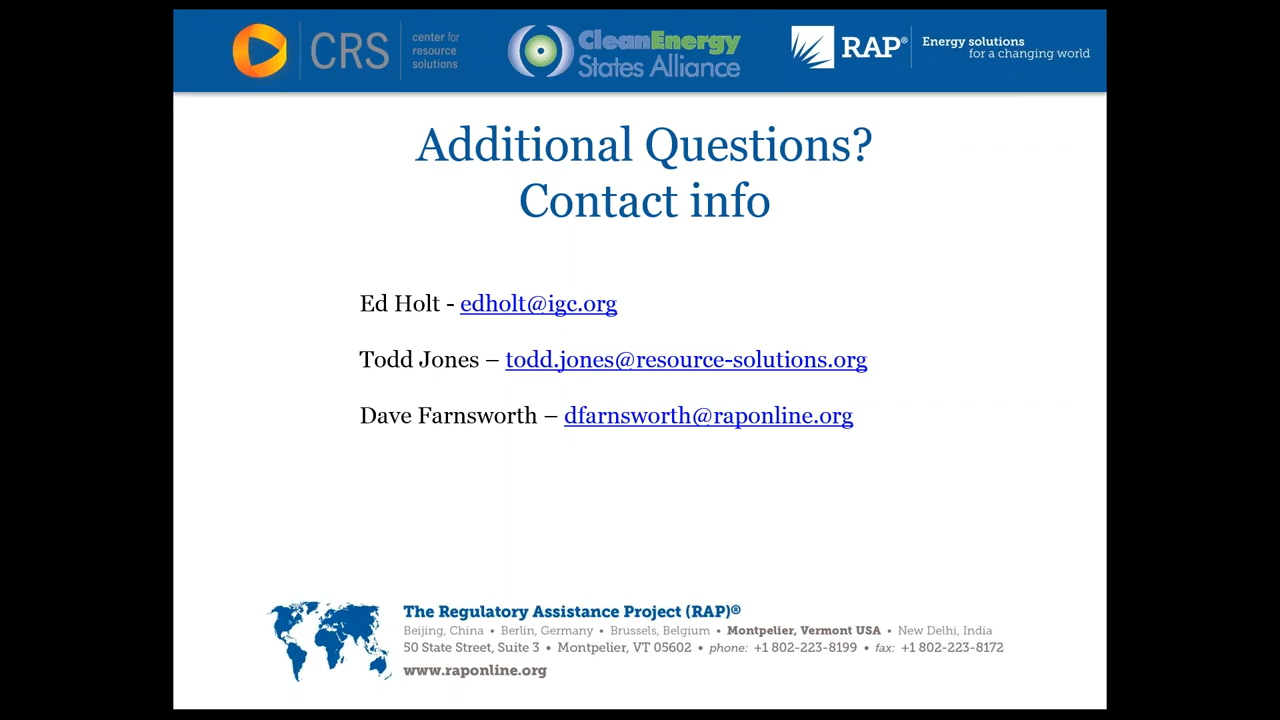 CRS
center for
resource
solutions
CleanEnergy
States Alliance
RAP®
Energy solutions
for a changing world
Additional Questions?
Contact info
Ed Holt - edholt@igc.org
Todd Jones – todd.jones@resource-solutions.org
Dave Farnsworth – dfarnsworth@raponline.org
The Regulatory Assistance Project (RAP)®
Beijing, China • Berlin, Germany • Brussels, Belgium • Montpelier, Vermont USA • New Delhi, India
50 State Street, Suite 3 • Montpelier, VT 05602 • phone: +1 802-223-8199 • fax: +1 802-223-8172
www.raponline.org